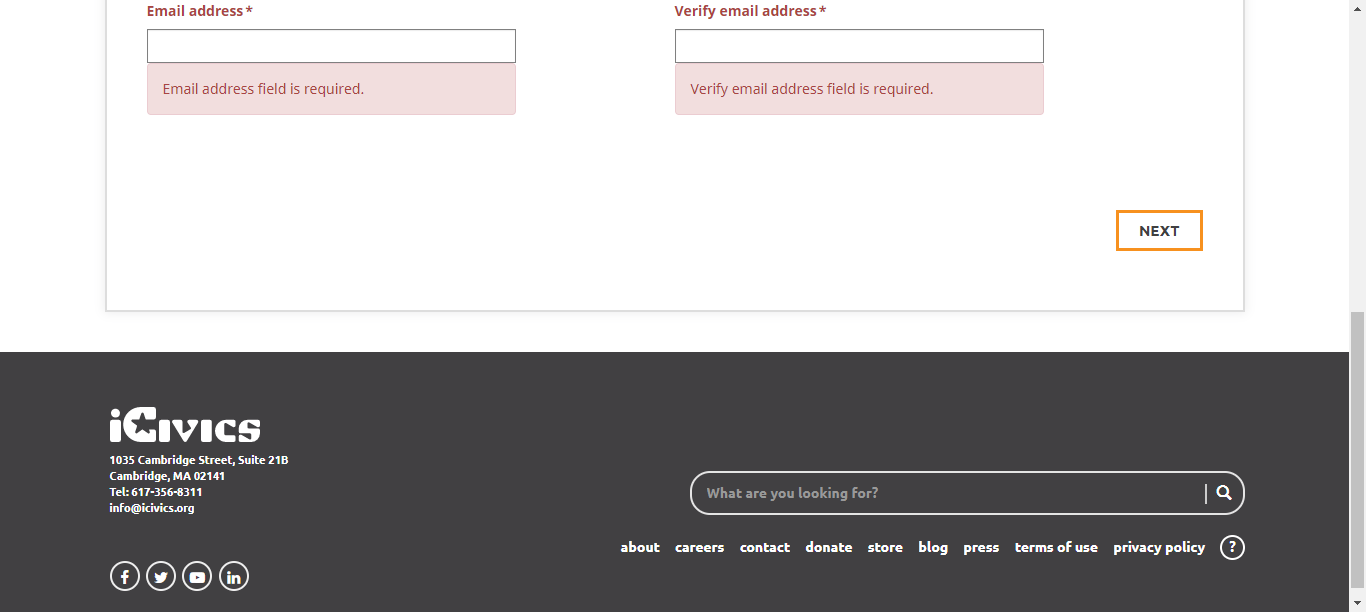 Email address*
Verify email address*
Email address field is required.
Verify email address field is required.
NEXT
iCivics
1035 Cambridge Street, Suite 21B
Cambridge, MA 02141
Tel: 617-356-8311
info@icivics.org
What are you looking for?
about careers contact donate store blog press terms of use privacy policy ?